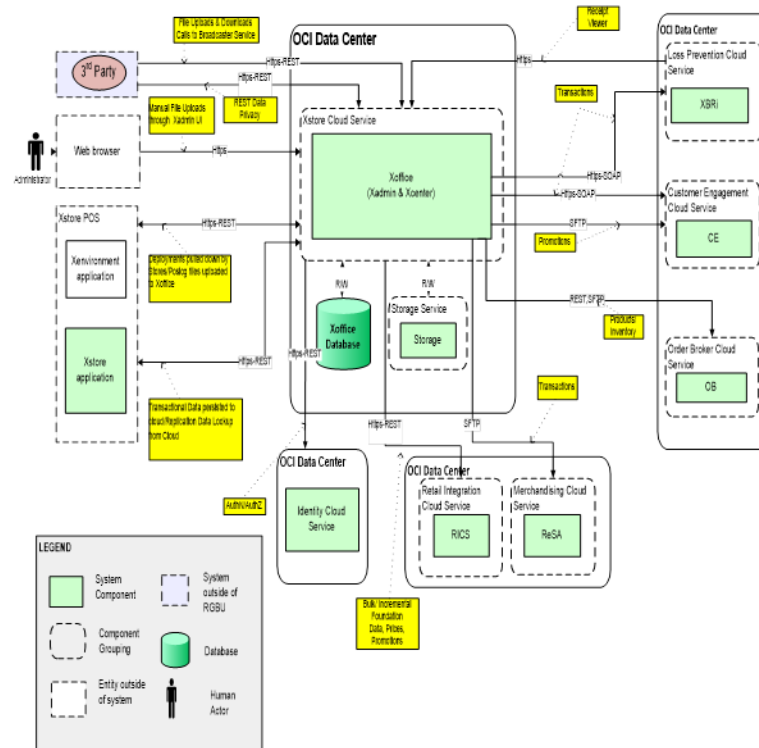 File Uploads & Downloads
Calls to Broadcaster Service
OCI Data Center
Receipt
Viewer
OCI Data Center
Https-REST
Https
Loss Prevention Cloud
Service
3rd Party
Https-REST
XBRi
Transactions
Manual File Uploads
through Xadmin UI
REST Data
Privacy
Xstore Cloud Service
Web browser
Https
Administrator
Xoffice
(Xadmin & Xcenter)
Https-SOAP
Https-SOAP
Customer Engagement
Cloud Service
CE
SFTP
Promotions
Xstore POS
Https-REST
Xenvironment
application
Deployments pulled down by
Stores/Poslog files uploaded
to Xoffice
R/W
R/W
REST,SFTP
Products/
Inventory
Xoffice
Database
Storage Service
Storage
Https-REST
Order Broker Cloud
Service
OB
Xstore
application
Https-REST
Transactional Data persisted to
cloud/Replication Data Lookup
from Cloud
Transactions
Https-REST
SFTP
AuthN/AuthZ
OCI Data Center
Identity Cloud
Service
OCI Data Center
Retail Integration
Cloud Service
RICS
Merchandising Cloud
Service
ReSA
Bulk/ Incremental
Foundation
Data, Prices,
Promotions
LEGEND
System
Component
System
outside of
RGBU
Component
Grouping
Database
Entity outside
of system
Human
Actor